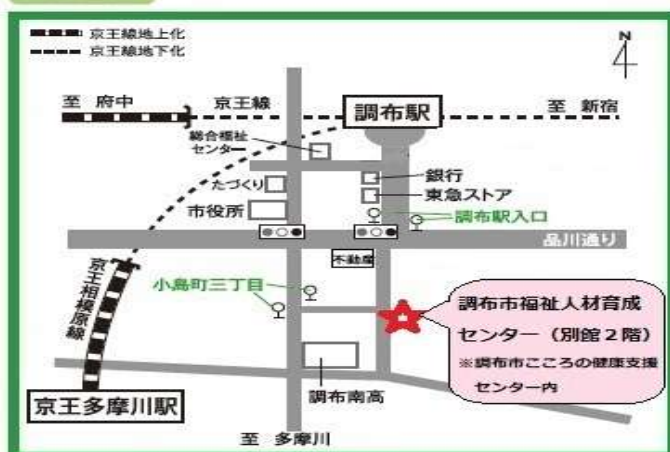 京王線地上化
京王線地下化
N
至 府中
京王線
調布駅
至 新宿
総合福祉
センター
たづくり
市役所
銀行
東急ストア
調布駅入口
品川通り
不動産
小島町三丁目
京王相模原線
調布市福祉人材育成
センター（別館２階）
※調布市こころの健康支援
センター内
調布南高
京王多摩川駅
至 多摩川